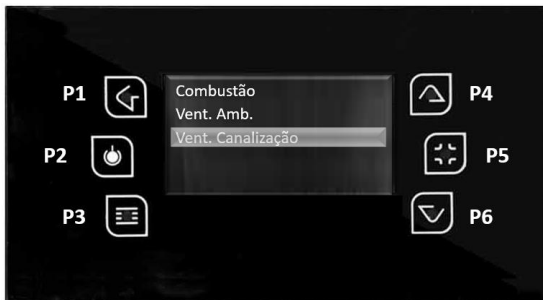 P1
P2
P3
Combustão
Vent. Amb.
Vent. Canalização
P4
P5
P6